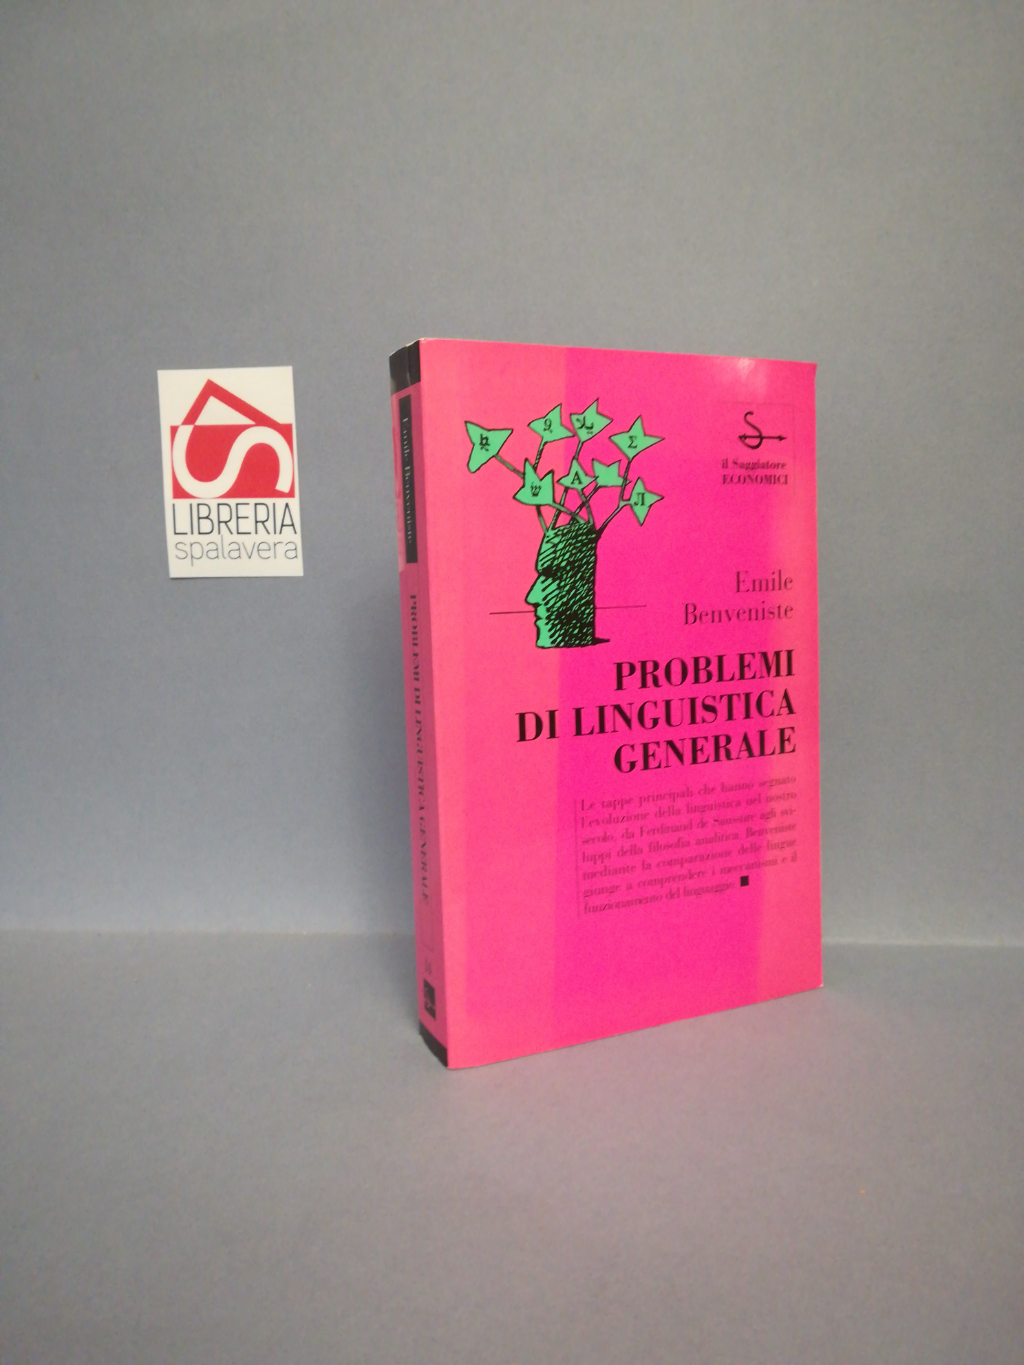 LIBRERIA
spalavera
Emile Benveniste
PROBLEMI DI LINGUISTICA GENERALE
il Saggiatore
ECONOMICI
Emile
Benveniste
PROBLEMI
DI LINGUISTICA
GENERALE
Le tappe principali che hanno segnato
l'evoluzione della linguistica nel nostro
secolo, da Ferdinand de Saussure agli svi-
luppi della filosofia analitica. Benveniste
mediante la comparazione delle lingue
giunge a comprendere i meccanismi e il
funzionamento del linguaggio.